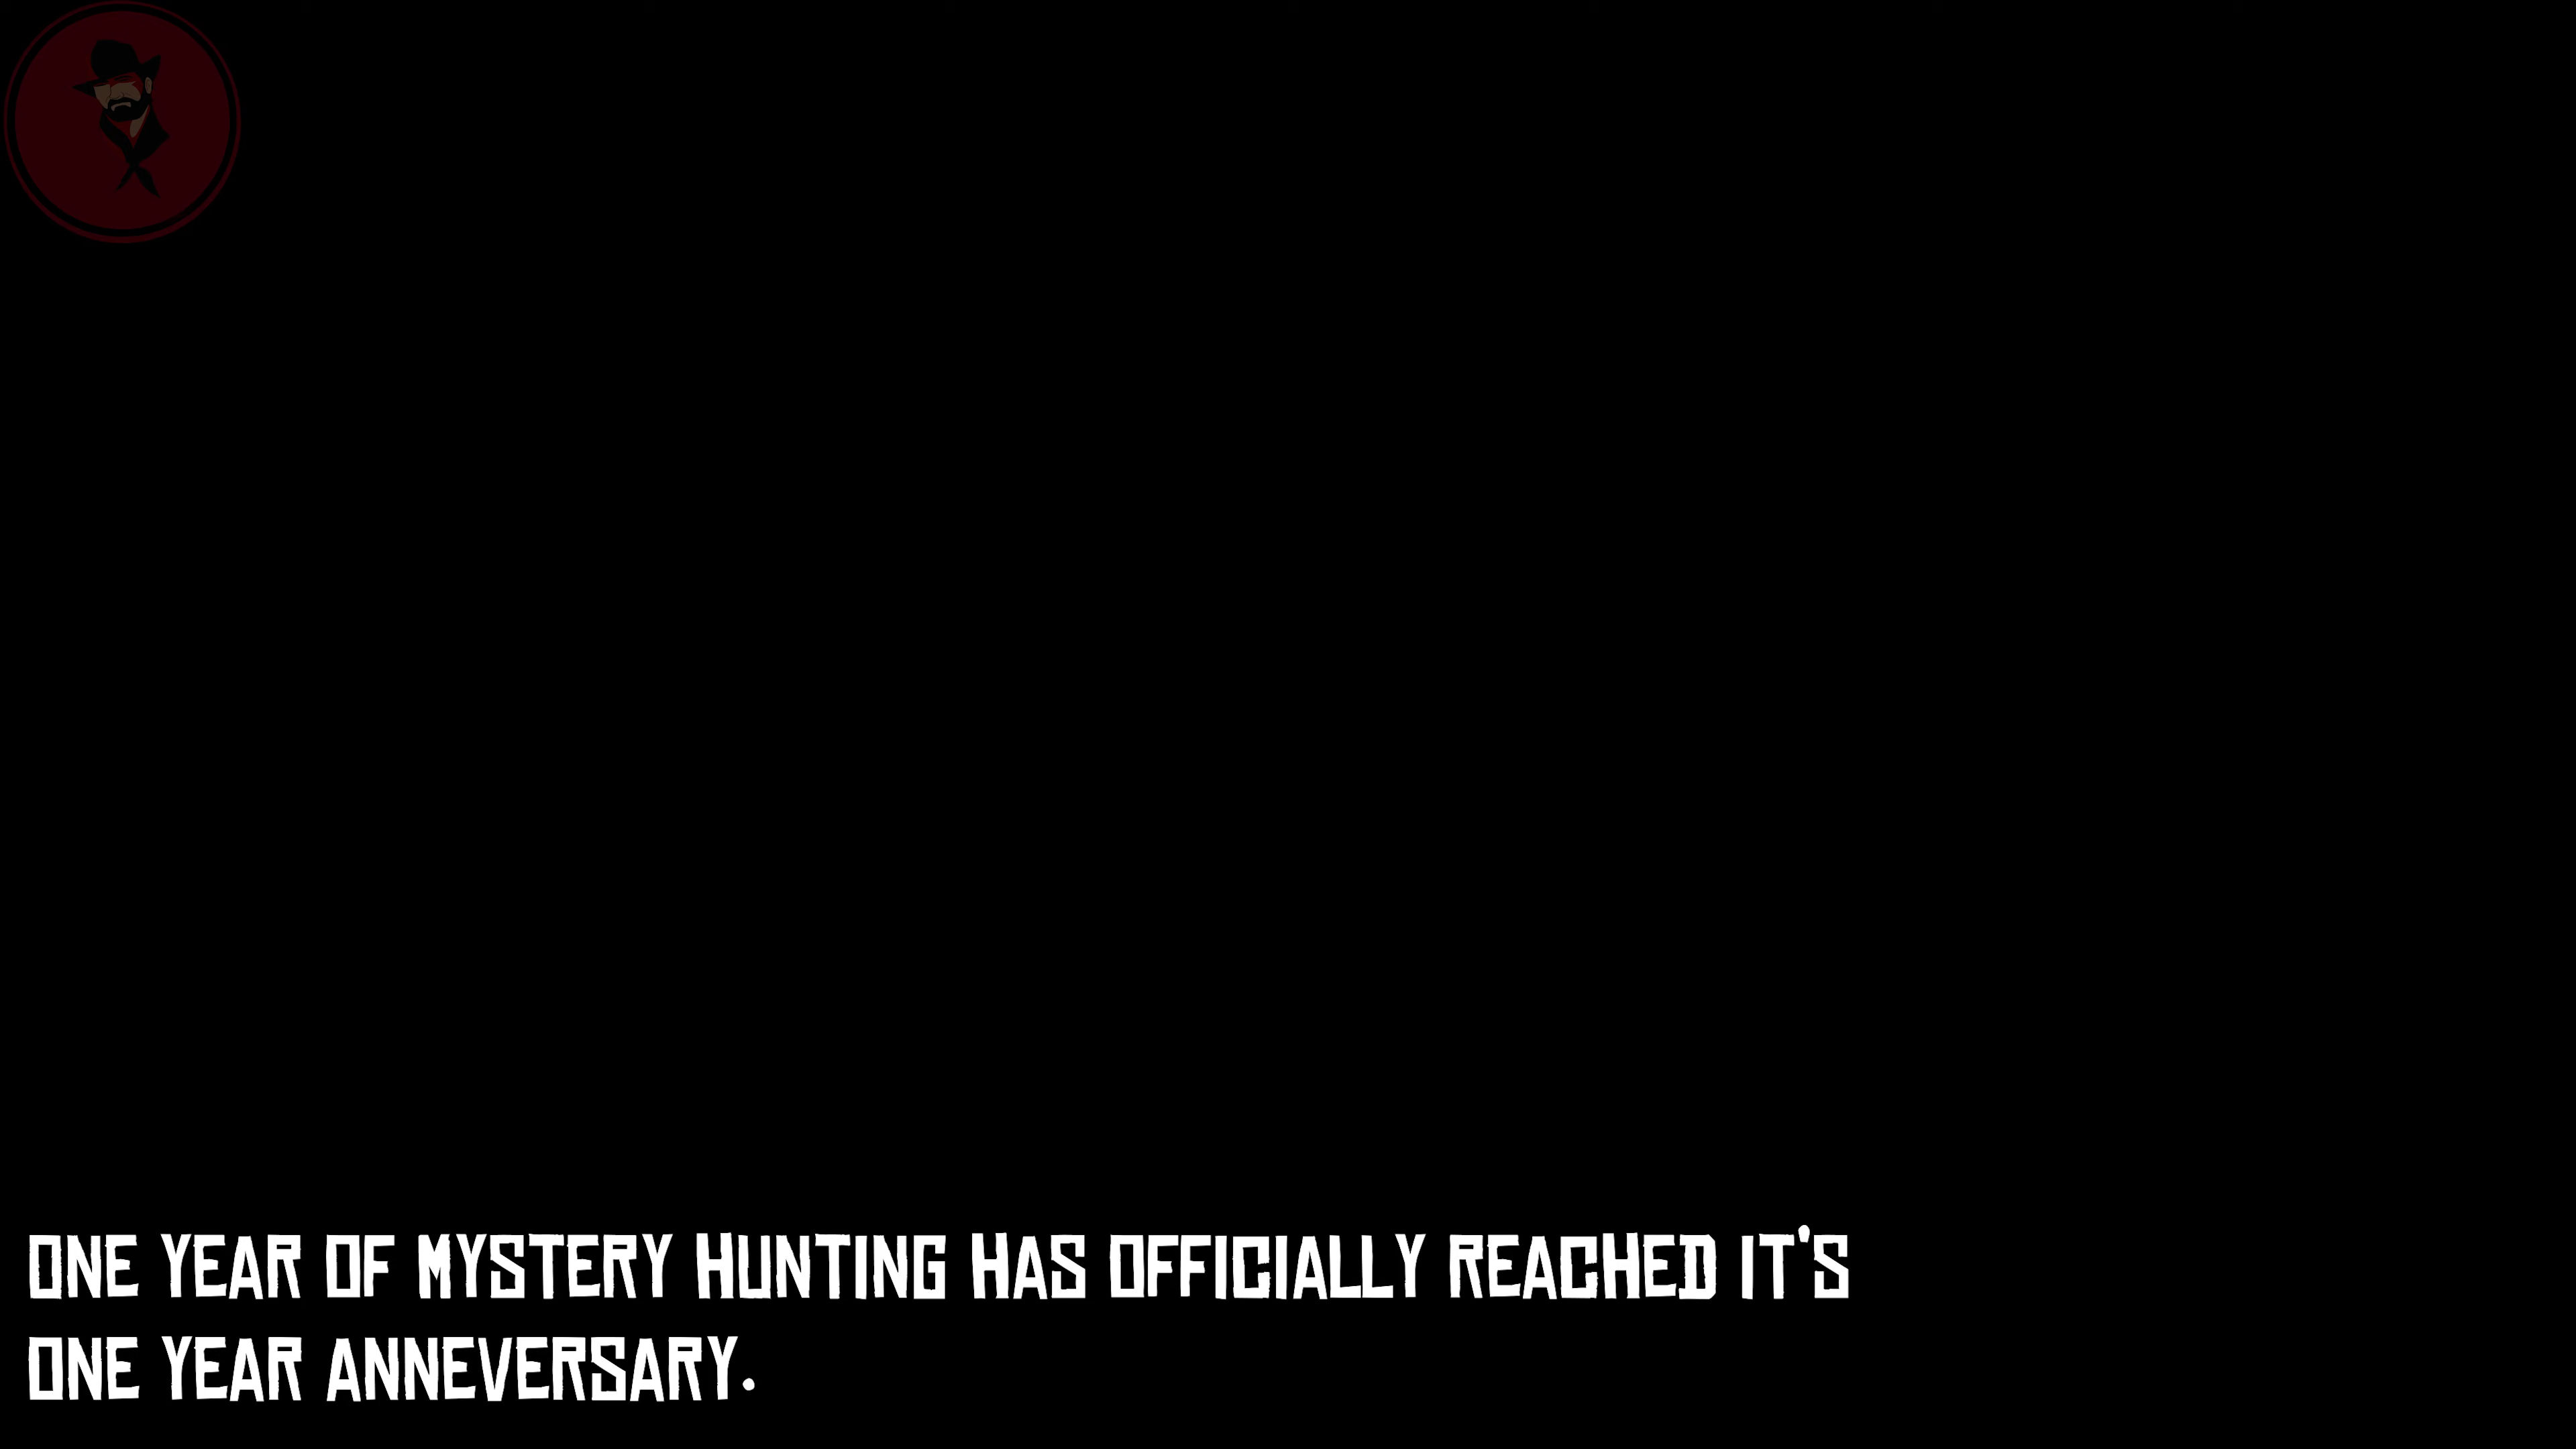 ONE YEAR OF MYSTERY HUNTING HAS OFFICIALLY REACHED IT'S
ONE YEAR ANNEVERSARY.